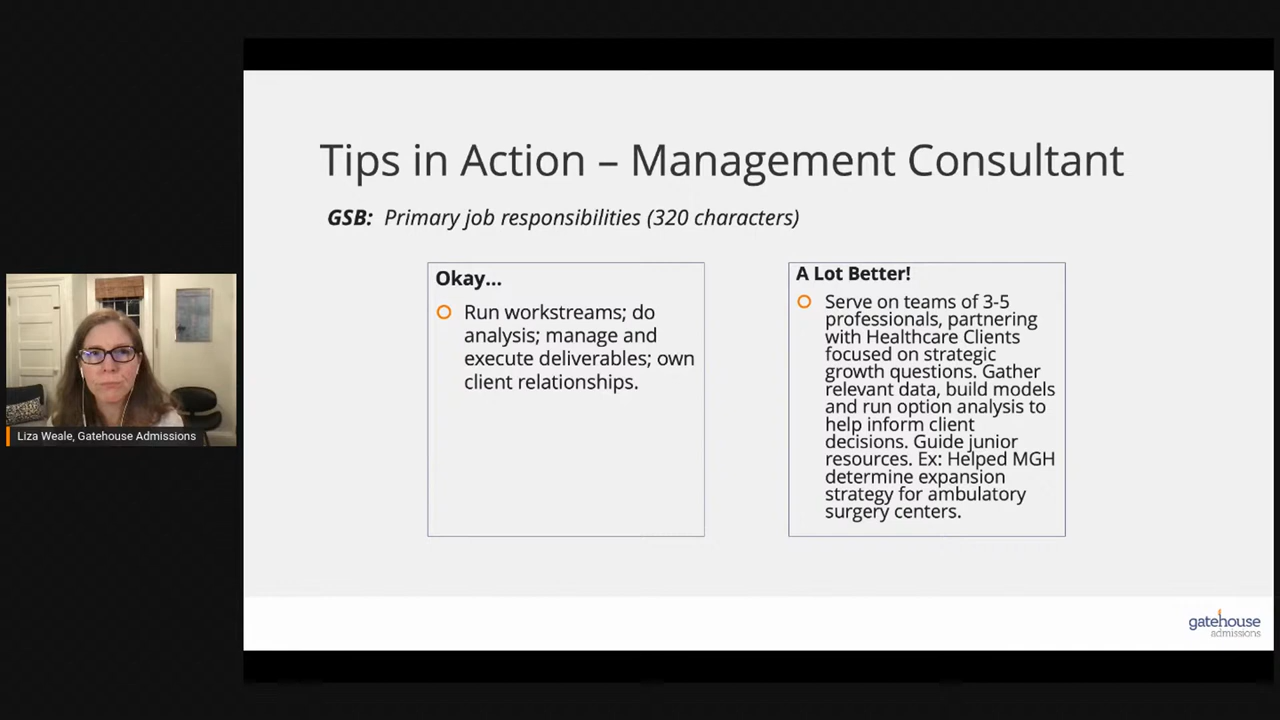 Tips in Action – Management Consultant
GSB: Primary job responsibilities (320 characters)
Okay...
Run workstreams; do
analysis; manage and
execute deliverables; own
client relationships.
A Lot Better!
Serve on teams of 3-5
professionals, partnering
with Healthcare Clients
focused on strategic
growth questions. Gather
relevant data, build models
and run option analysis to
help inform client
decisions. Guide junior
resources. Ex: Helped MGH
determine expansion
strategy for ambulatory
surgery centers.
Liza Weale, Gatehouse Admissions
gatehouse
admissions